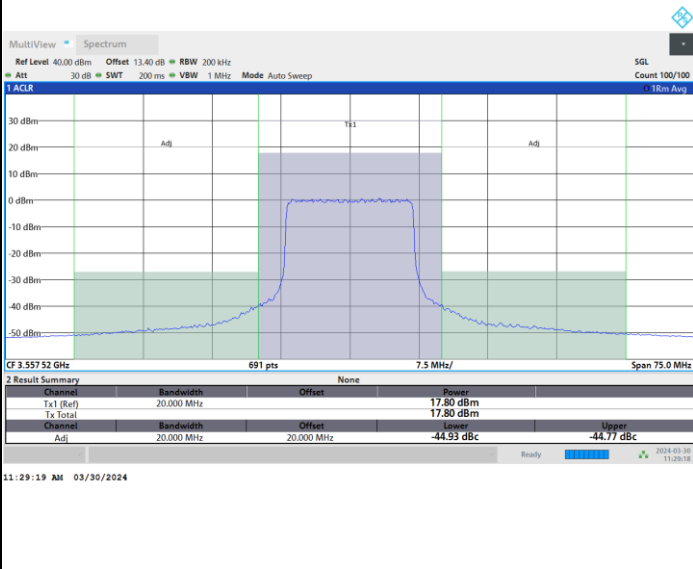 MultiView Spectrum
Ref Level 40.00 dBm Offset 13.40 dB RBW 200 kHz SGL
Att 30 dB SWT 200 ms VBW 1 MHz Mode Auto Sweep Count 100/100
1 ACLR 1Rm Avg
30 dBm
Tx1
20 dBm Adj Adj
10 dBm
0 dBm
-10 dBm
-20 dBm
-30 dBm
-40 dBm
-50 dBm
CF 3.557 52 GHz 691 pts 7.5 MHz/ Span 75.0 MHz
2 Result Summary None
Channel Bandwidth Offset Power
Tx1 (Ref) 20.000 MHz 17.80 dBm
Tx Total 17.80 dBm
Channel Bandwidth Offset Lower Upper
Adj 20.000 MHz 20.000 MHz -44.93 dBc -44.77 dBc
Ready 2024-03-30
11:29:18
11:29:19 AM 03/30/2024